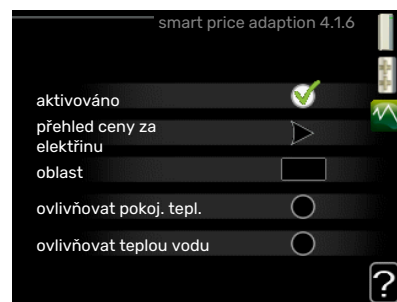 smart price adaption 4.1.6
aktivováno
přehled ceny za
elektřinu
oblast
ovlivňovat pokoj. tepl.
ovlivňovat teplou vodu
?